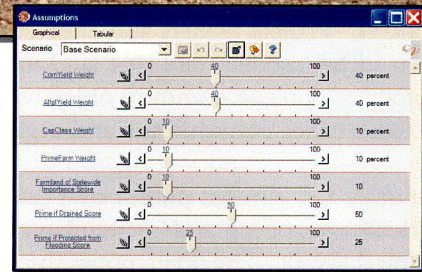 Assumptions
Graphical Tabular
Scenario Base Scenario
0 40 100
CornYield Weight 40 percent
0 40 100
AlfalYield Weight 40 percent
0 10 100
CapClass Weight 10 percent
0 10 100
PrimeFarm Weight 10 percent
0 10 100
Farmland of Statewide
Importance Score 10
0 50 100
Prime if Drained Score 50
0 25 100
Prime if Protected from
Flooding Score 25